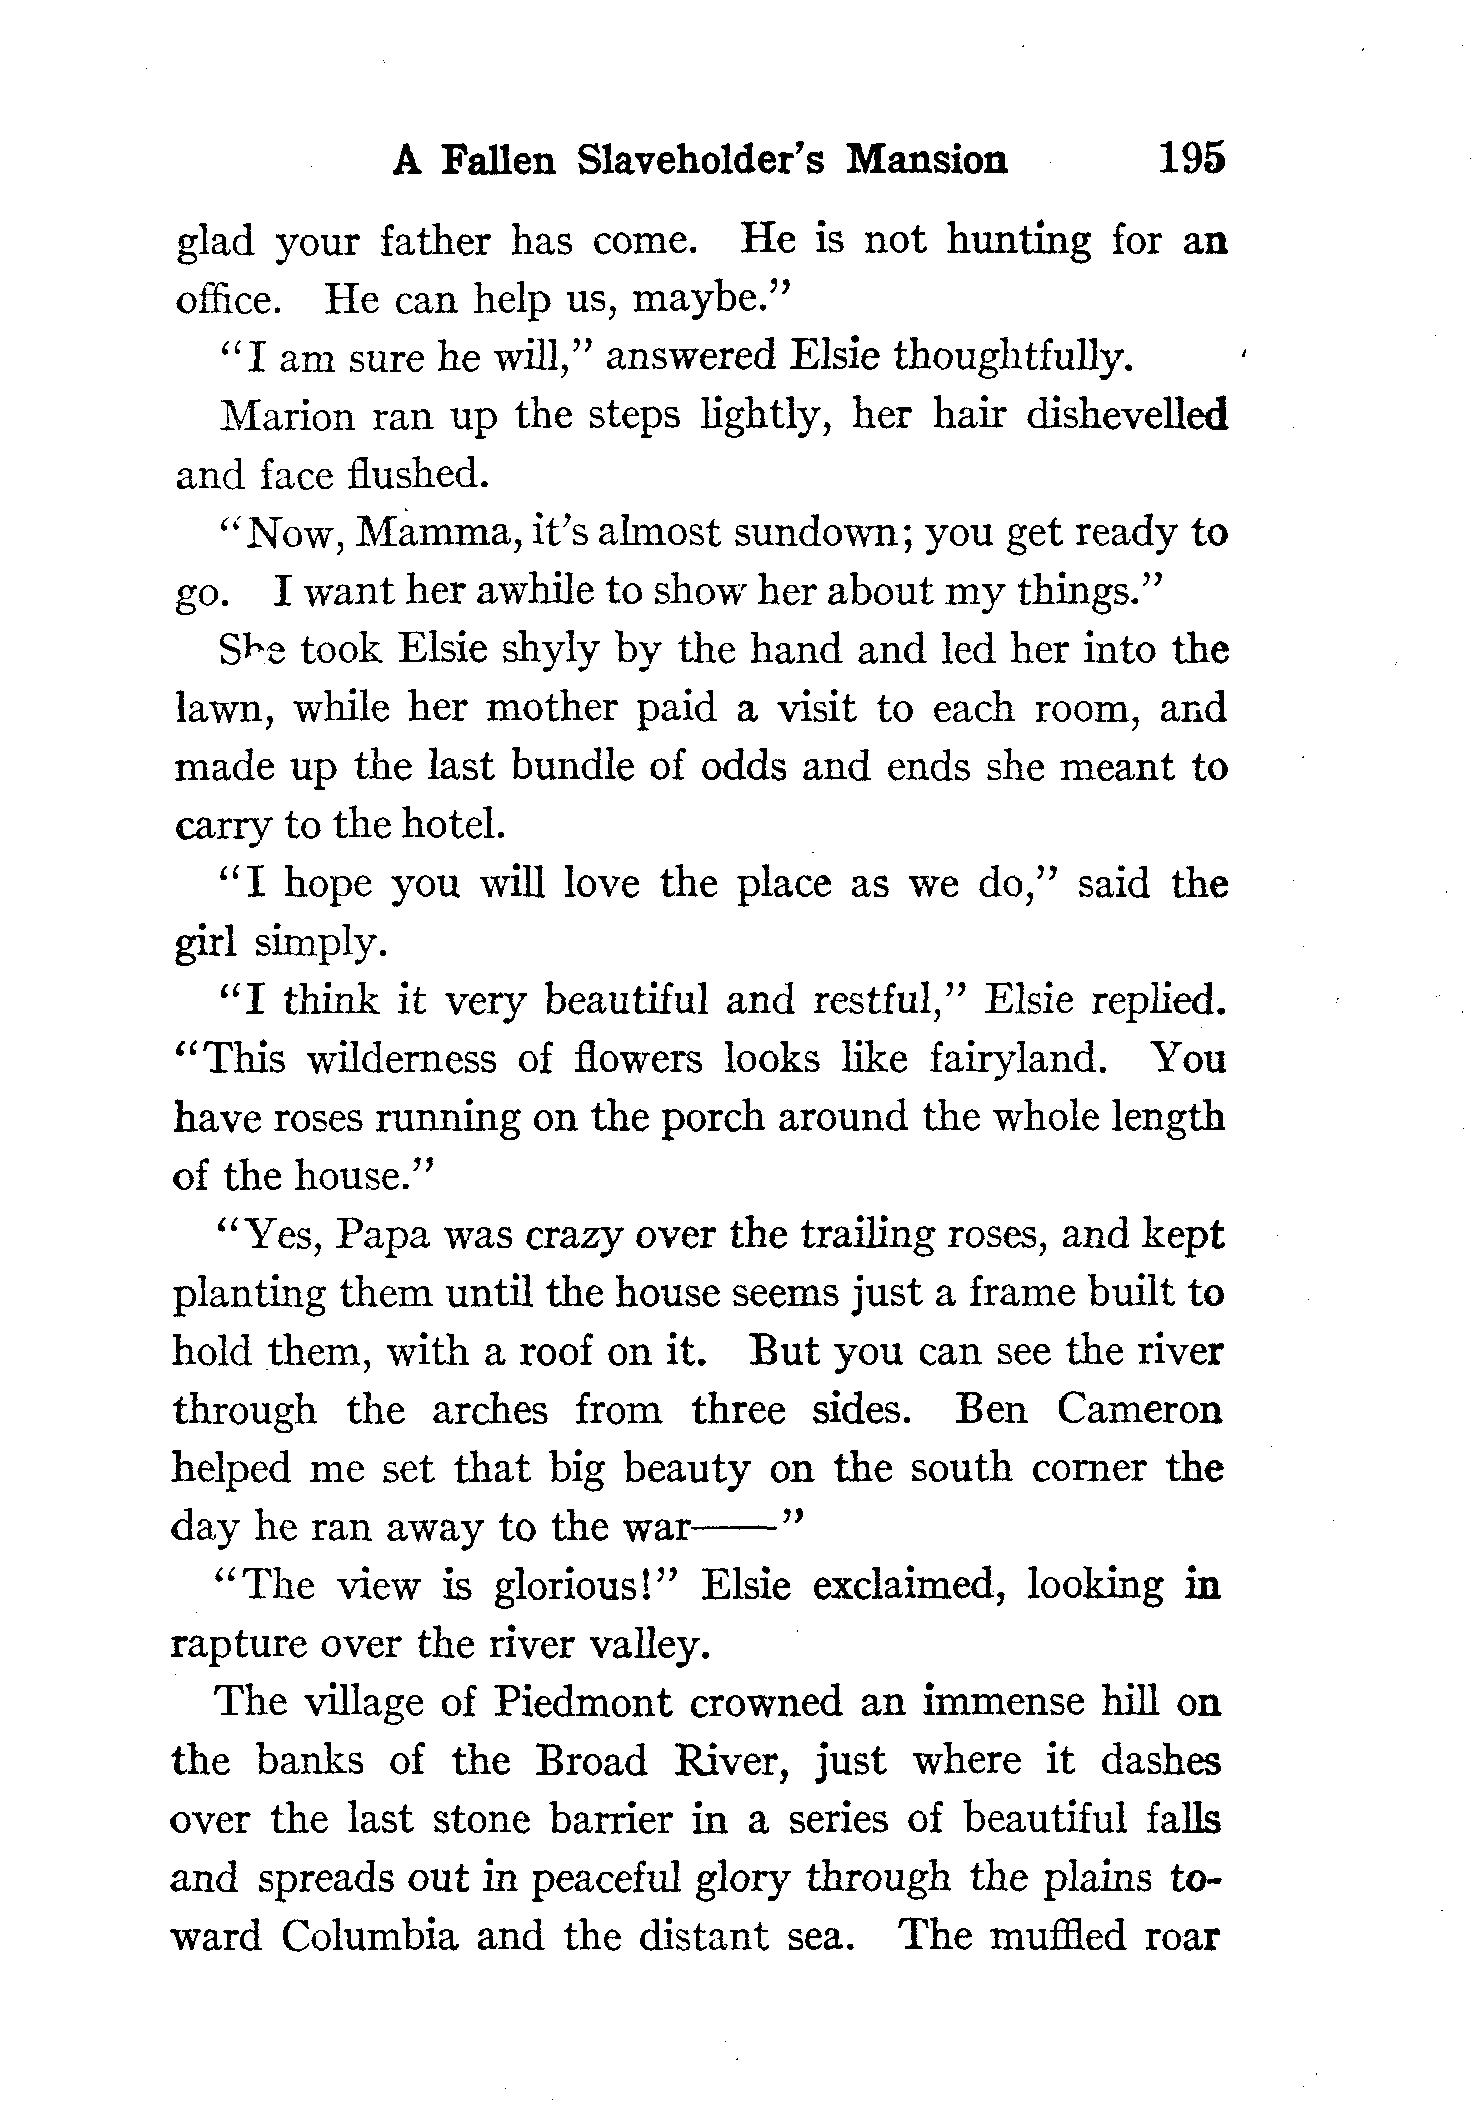 A Fallen Slaveholder's Mansion 195
glad your father has come. He is not hunting for an
office. He can help us, maybe."
"I am sure he will," answered Elsie thoughtfully.
Marion ran up the steps lightly, her hair dishevelled
and face flushed.
"Now, Mamma, it's almost sundown; you get ready to
go. I want her awhile to show her about my things."
She took Elsie shyly by the hand and led her into the
lawn, while her mother paid a visit to each room, and
made up the last bundle of odds and ends she meant to
carry to the hotel.
"I hope you will love the place as we do," said the
girl simply.
"I think it very beautiful and restful," Elsie replied.
"This wilderness of flowers looks like fairyland. You
have roses running on the porch around the whole length
of the house."
"Yes, Papa was crazy over the trailing roses, and kept
planting them until the house seems just a frame built to
hold them, with a roof on it. But you can see the river
through the arches from three sides. Ben Cameron
helped me set that big beauty on the south corner the
day he ran away to the war——"
"The view is glorious!" Elsie exclaimed, looking in
rapture over the river valley.
The village of Piedmont crowned an immense hill on
the banks of the Broad River, just where it dashes
over the last stone barrier in a series of beautiful falls
and spreads out in peaceful glory through the plains to-
ward Columbia and the distant sea. The muffled roar